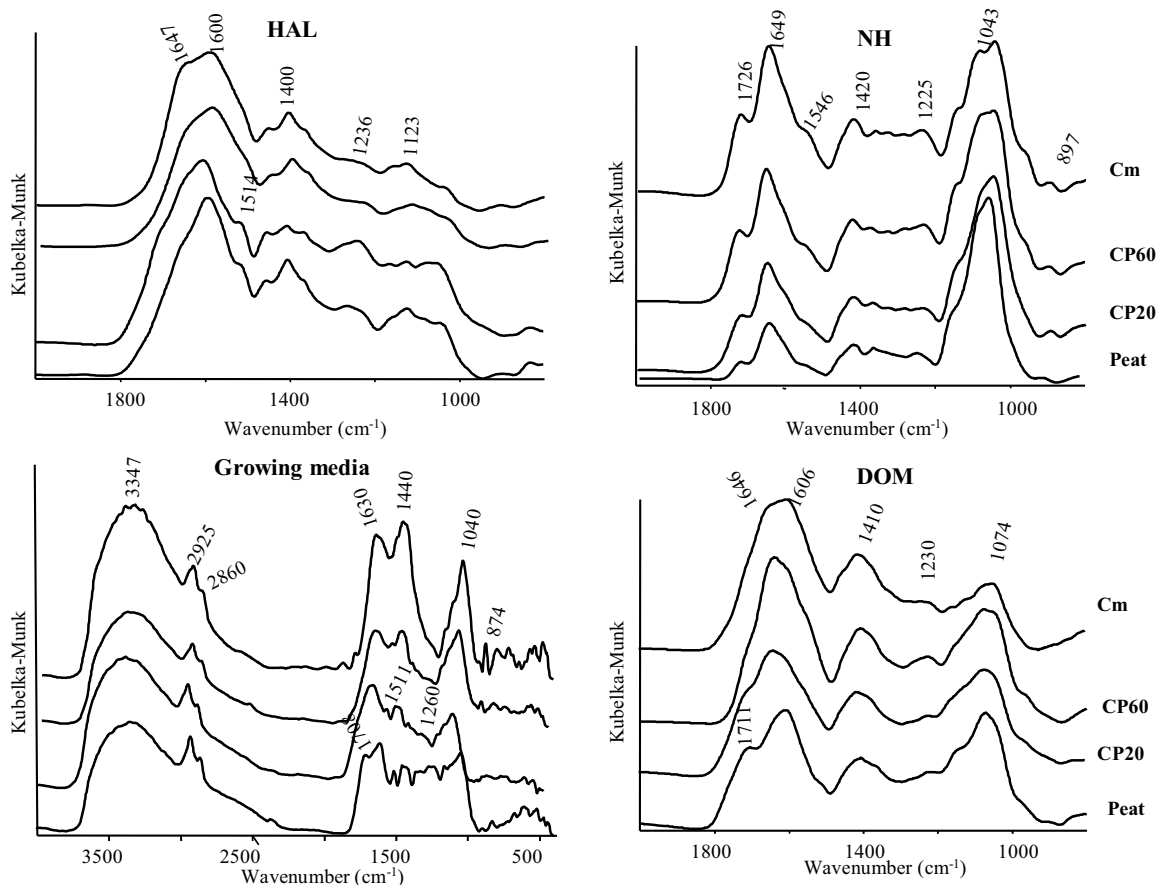 HAL
1647
1600
1400
1236
1123
1514
Kubelka-Munk
1800
1400
1000
Wavenumber (cm-1)
NH
1726
1649
1546
1420
1225
1043
897
Cm
CP60
CP20
Peat
Kubelka-Munk
1800
1400
1000
Wavenumber (cm-1)
Growing media
3347
2925
2860
1630
1440
1040
874
1511
1260
Kubelka-Munk
3500
2500
1500
500
Wavenumber (cm-1)
DOM
1646
1606
1410
1230
1074
1711
Cm
CP60
CP20
Peat
Kubelka-Munk
1800
1400
1000
Wavenumber (cm-1)